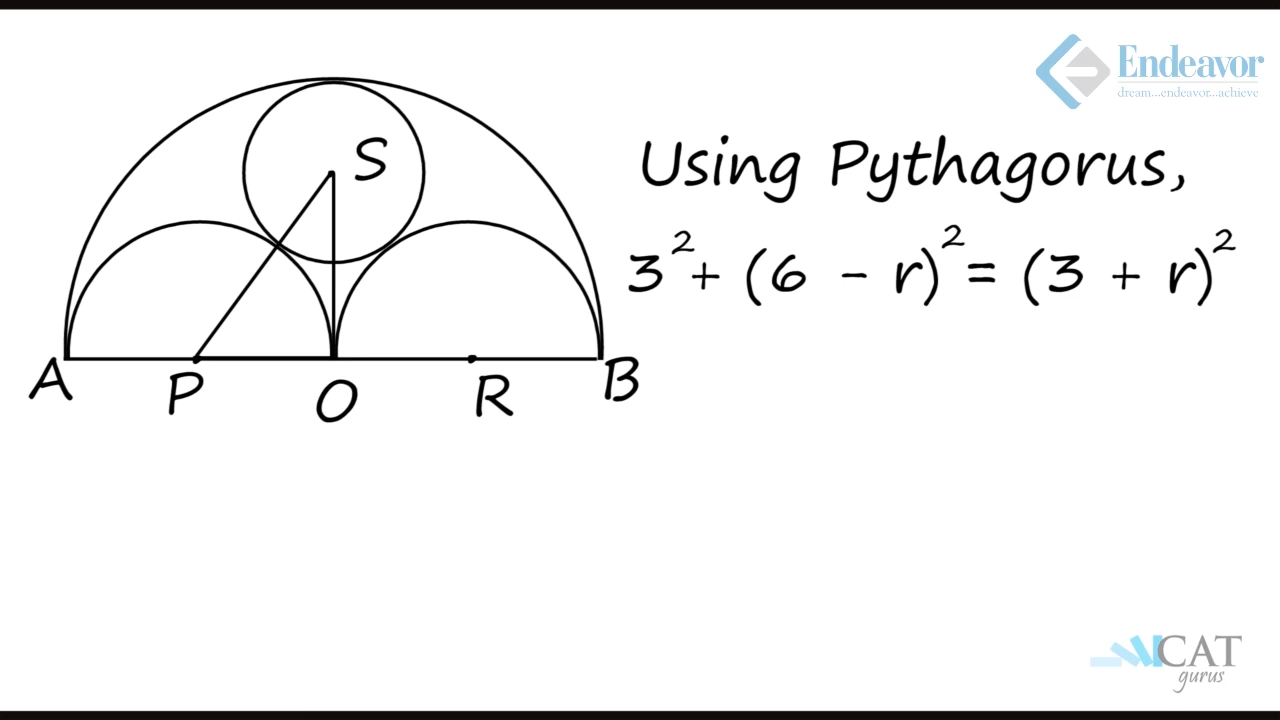 Endeavor
dream...endeavor...achieve
S
Using Pythagorus,
3² + (6 - r)² = (3 + r)²
A P O R B
CAT
gurus